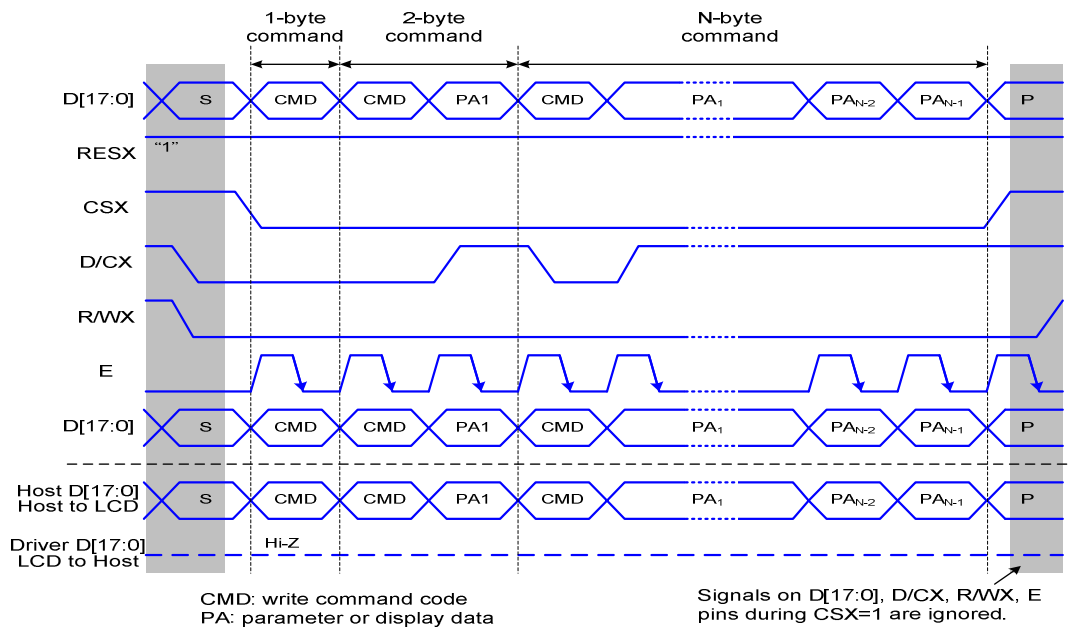 1-byte
command
2-byte
command
N-byte
command
D[17:0] S CMD CMD PA1 CMD PA₁ PAN-2 PAN-1 P
RESX “1”
CSX
D/CX
R/WX
E
D[17:0] S CMD CMD PA1 CMD PA₁ PAN-2 PAN-1 P
Host D[17:0]
Host to LCD
S CMD CMD PA1 CMD PA₁ PAN-2 PAN-1 P
Driver D[17:0]
LCD to Host
Hi-Z
CMD: write command code
PA: parameter or display data
Signals on D[17:0], D/CX, R/WX, E
pins during CSX=1 are ignored.